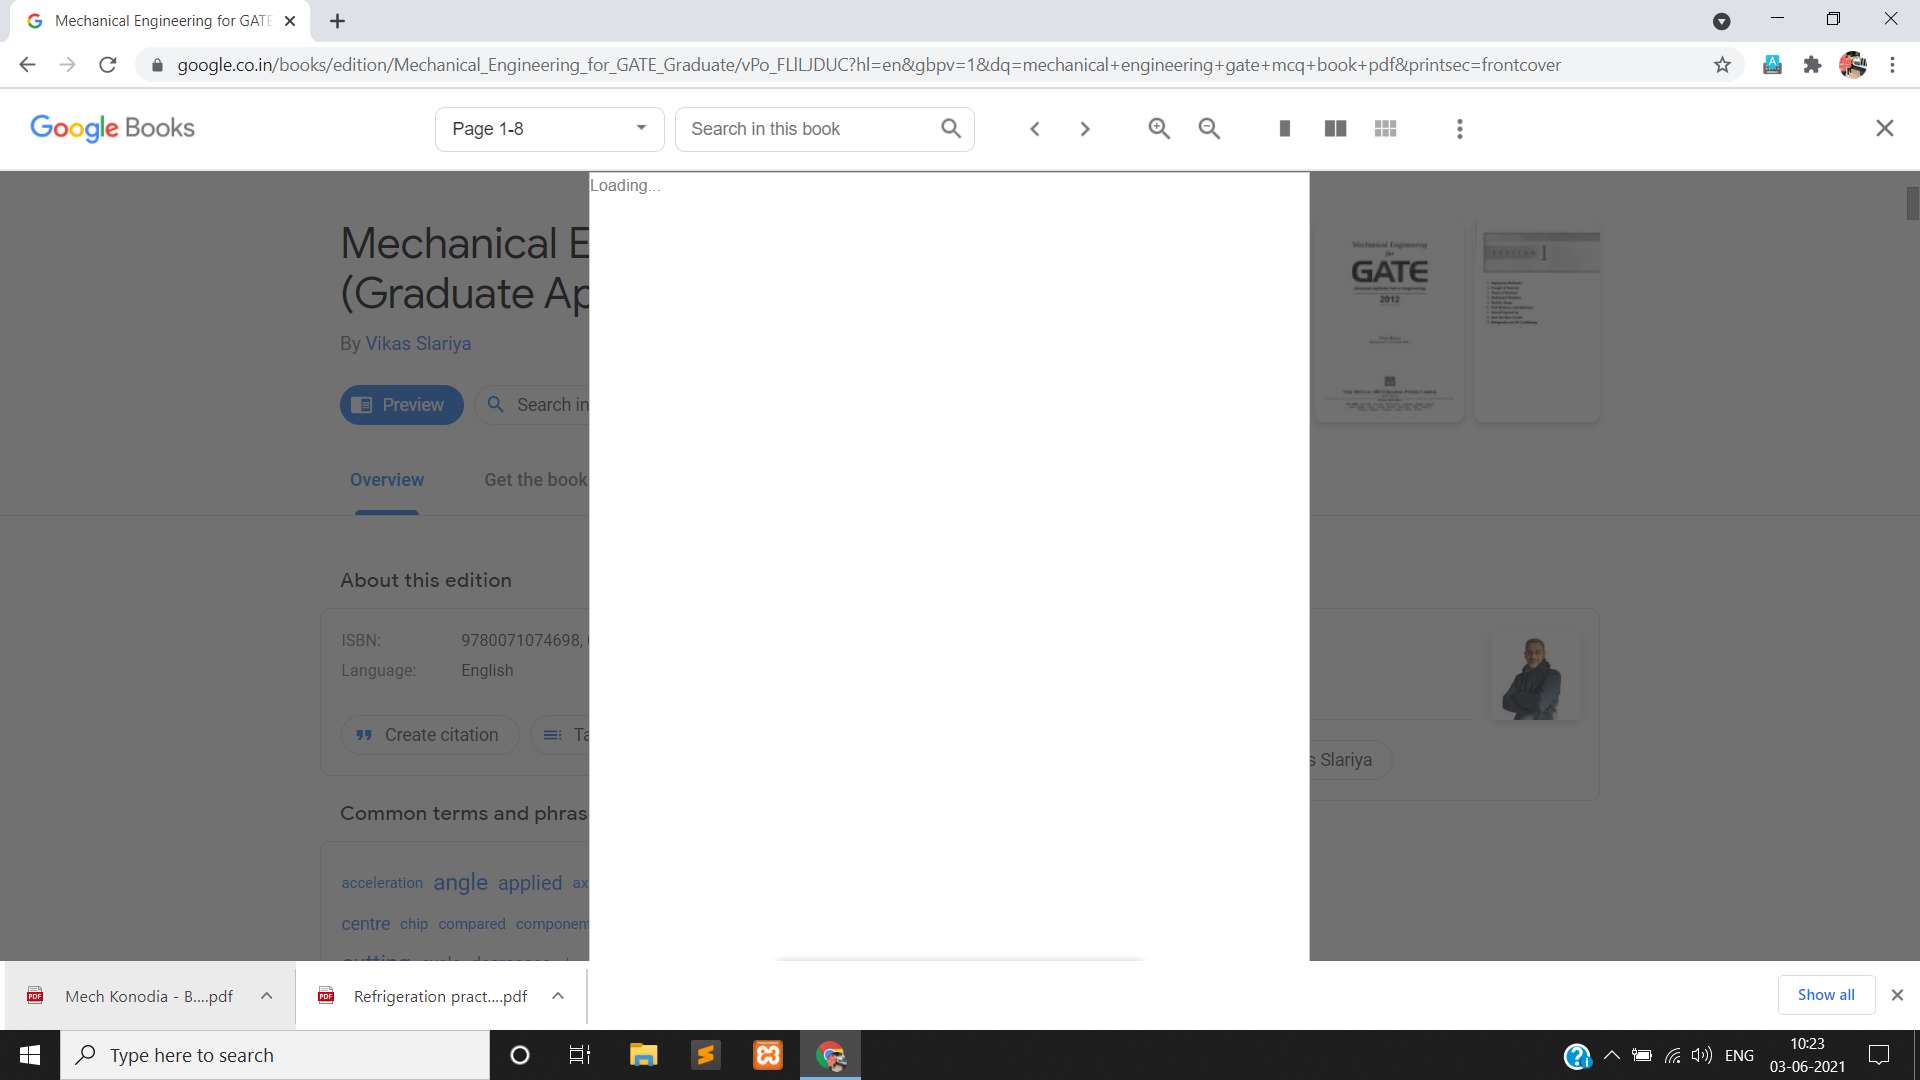 Mechanical Engineering for GATE
google.co.in/books/edition/Mechanical_Engineering_for_GATE_Graduate/vPo_FLlLJDUC?hl=en&gbpv=1&dq=mechanical+engineering+gate+mcq+book+pdf&printsec=frontcover
Google Books
Page 1-8
Search in this book
Loading...
Mechanical E
(Graduate Ap
By Vikas Slariya
Mechanical Engineering
for
GATE
2012
Preview
Search in
Overview
Get the book
About this edition
ISBN:
9780071074698,
Language:
English
Create citation
Ta
s Slariya
Common terms and phras
acceleration angle applied ax
centre chip compared componen
cutting cycle decreases
Mech Konodia - B....pdf
Refrigeration pract....pdf
Show all
Type here to search
ENG
10:23
03-06-2021